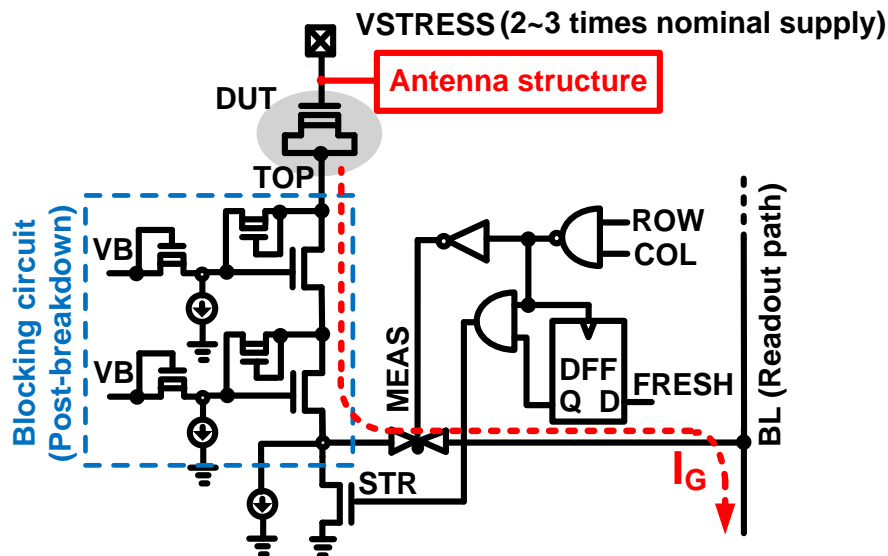 VSTRESS (2~3 times nominal supply)
Antenna structure
DUT
TOP
Blocking circuit
(Post-breakdown)
VB
VB
ROW
COL
MEAS
DFF
Q D
FRESH
BL (Readout path)
STR
IG